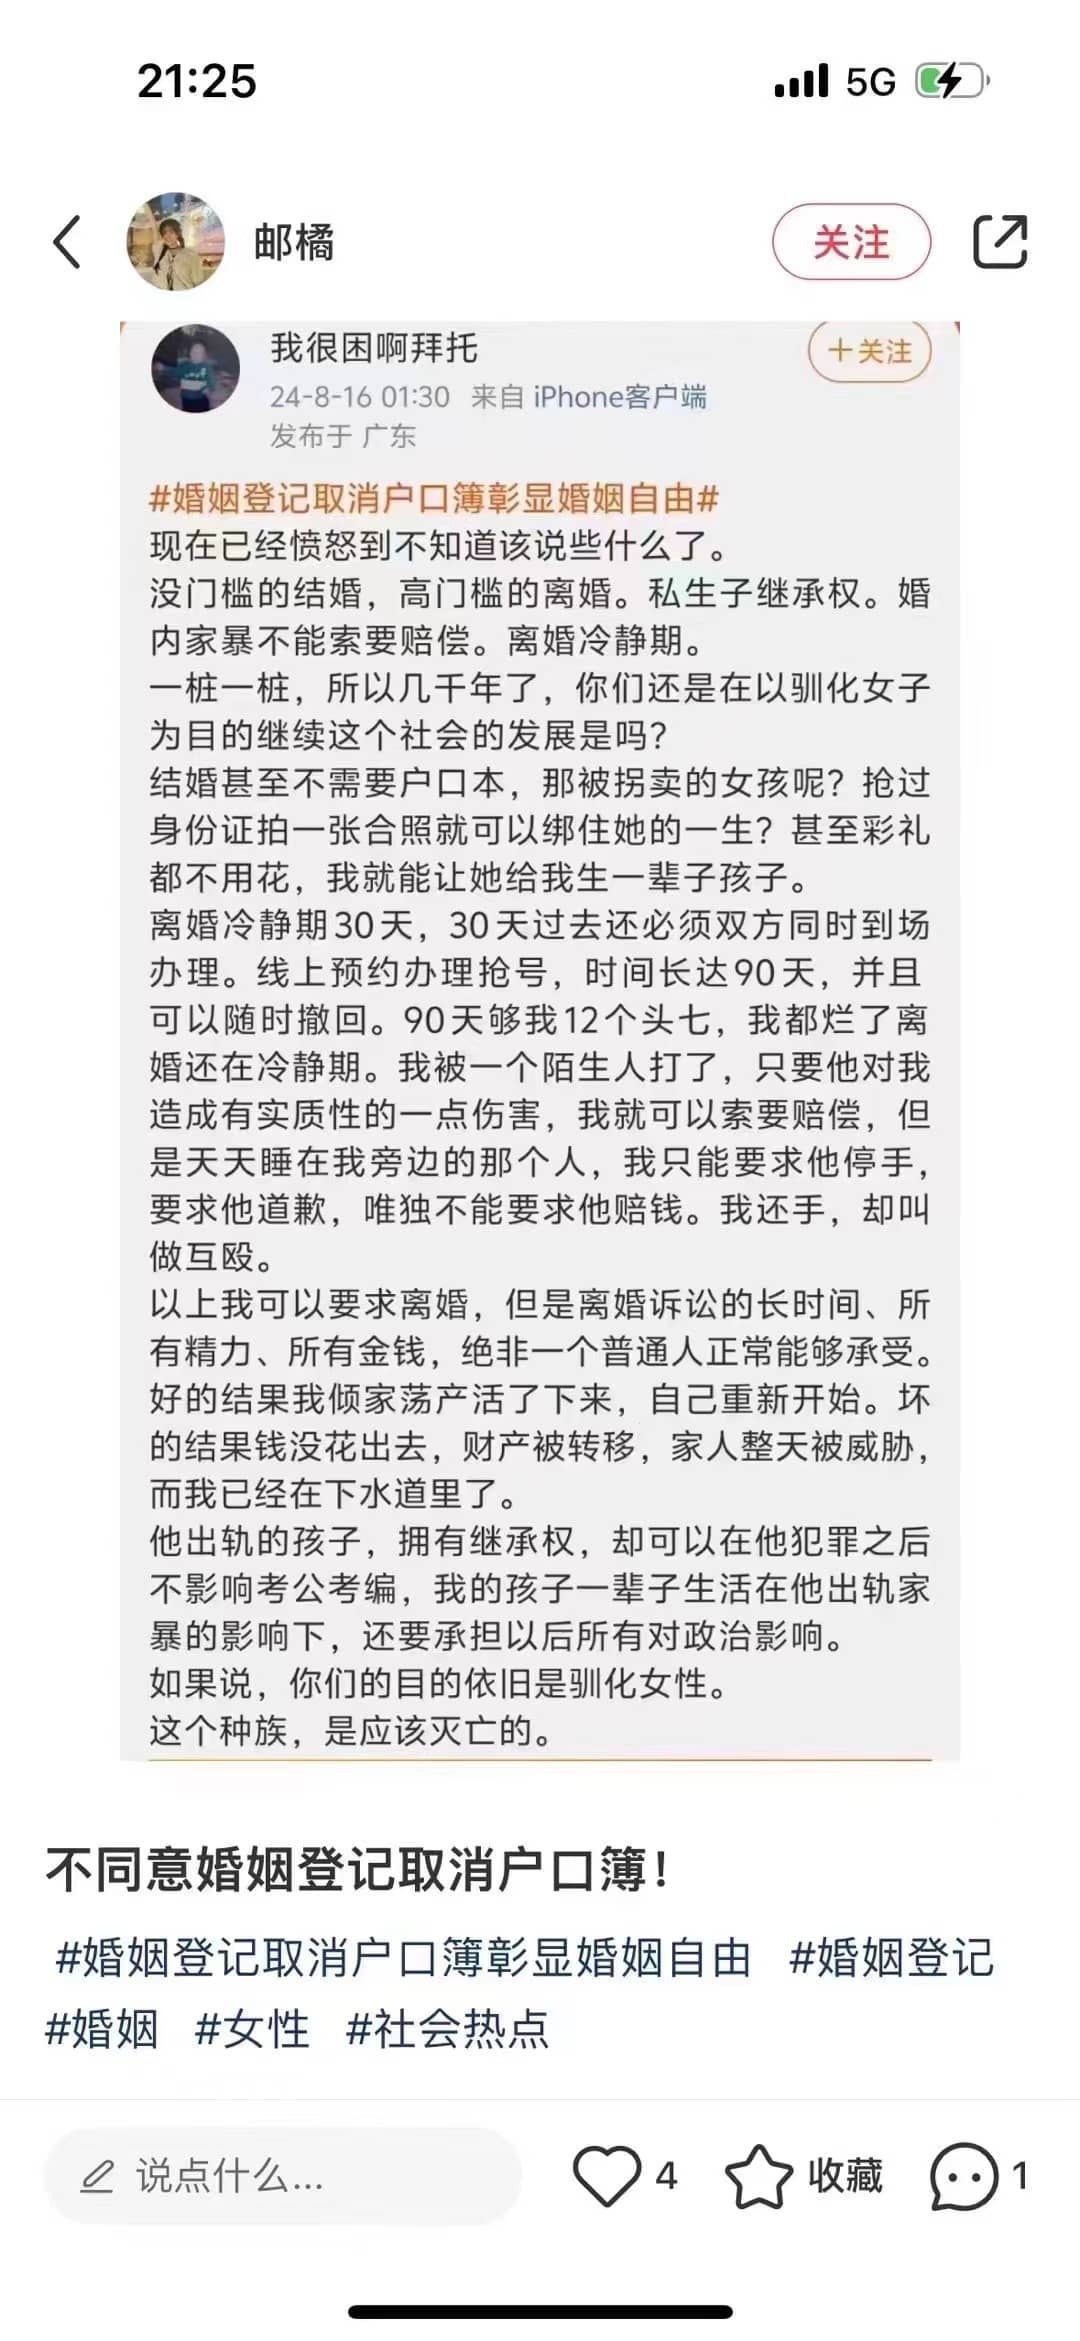 21:25
5G
邮橘
关注
我很困啊拜托
+关注
24-8-16 01:30 来自 iPhone客户端
发布于 广东
#婚姻登记取消户口簿彰显婚姻自由#
现在已经愤怒到不知道该说些什么了。
没门槛的结婚，高门槛的离婚。私生子继承权。婚
内家暴不能索要赔偿。离婚冷静期。
一桩一桩，所以几千年了，你们还是在以驯化女子
为目的继续这个社会的发展是吗？
结婚甚至不需要户口本，那被拐卖的女孩呢？抢过
身份证拍一张合照就可以绑住她的一生？甚至彩礼
都不用花，我就能让她给我生一辈子孩子。
离婚冷静期30天，30天过去还必须双方同时到场
办理。线上预约办理抢号，时间长达90天，并且
可以随时撤回。90天够我12个头七，我都烂了离
婚还在冷静期。我被一个陌生人打了，只要他对我
造成有实质性的一点伤害，我就可以索要赔偿，但
是天天睡在我旁边的那个人，我只能要求他停手，
要求他道歉，唯独不能要求他赔钱。我还手，却叫
做互殴。
以上我可以要求离婚，但是离婚诉讼的长时间、所
有精力、所有金钱，绝非一个普通人正常能够承受。
好的结果我倾家荡产活了下来，自己重新开始。坏
的结果钱没花出去，财产被转移，家人整天被威胁，
而我已经在下水道里了。
他出轨的孩子，拥有继承权，却可以在他犯罪之后
不影响考公考编，我的孩子一辈子生活在他出轨家
暴的影响下，还要承担以后所有对政治影响。
如果说，你们的目的依旧是驯化女性。
这个种族，是应该灭亡的。
不同意婚姻登记取消户口簿！
#婚姻登记取消户口簿彰显婚姻自由 #婚姻登记
#婚姻 #女性 #社会热点
说点什么...
4
收藏
1